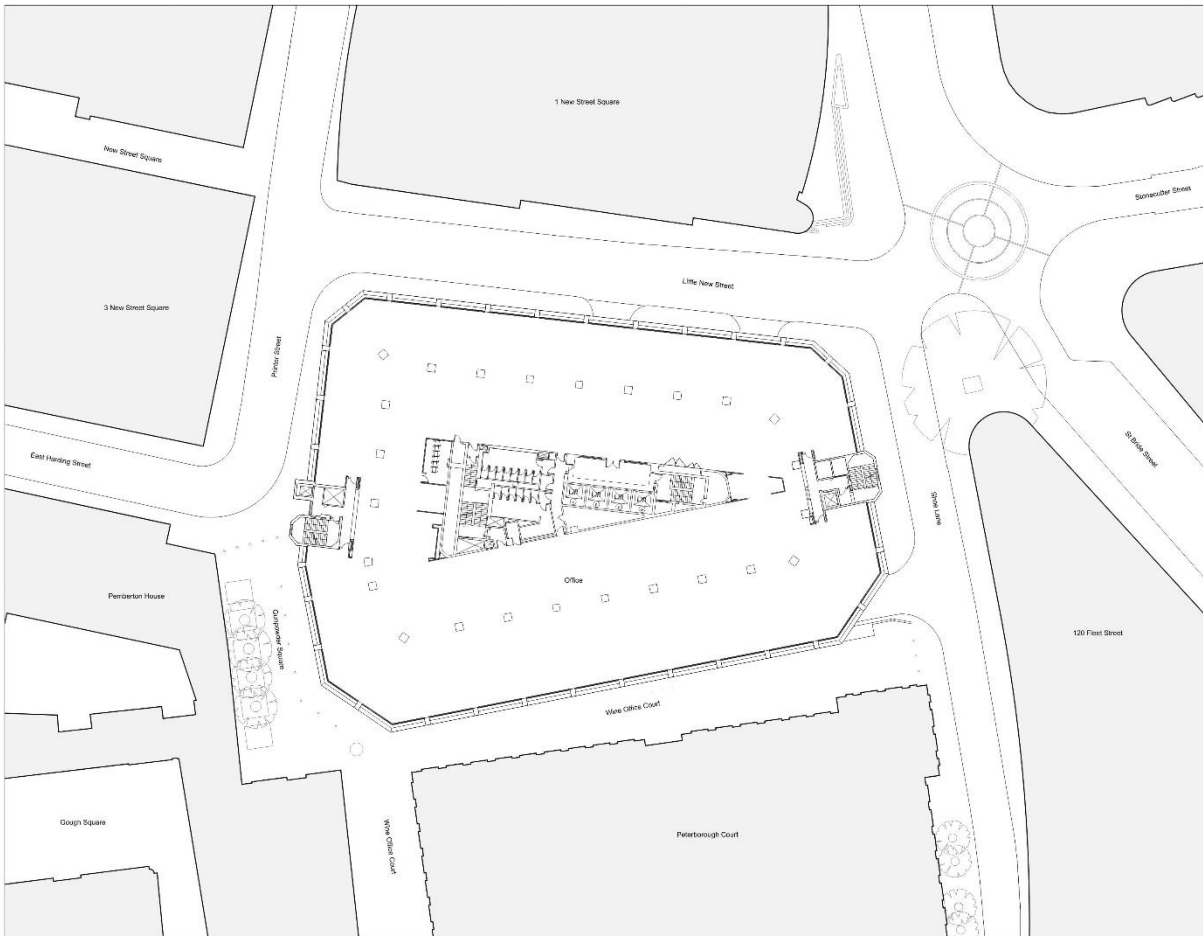 1 New Street Square
New Street Square
Stonecutter Street
Little New Street
3 New Street Square
Printer Street
East Harding Street
St Bride Street
Shoe Lane
Office
Pemberton House
Gunpowder Square
120 Fleet Street
Wine Office Court
Gough Square
Wine Office Court
Peterborough Court